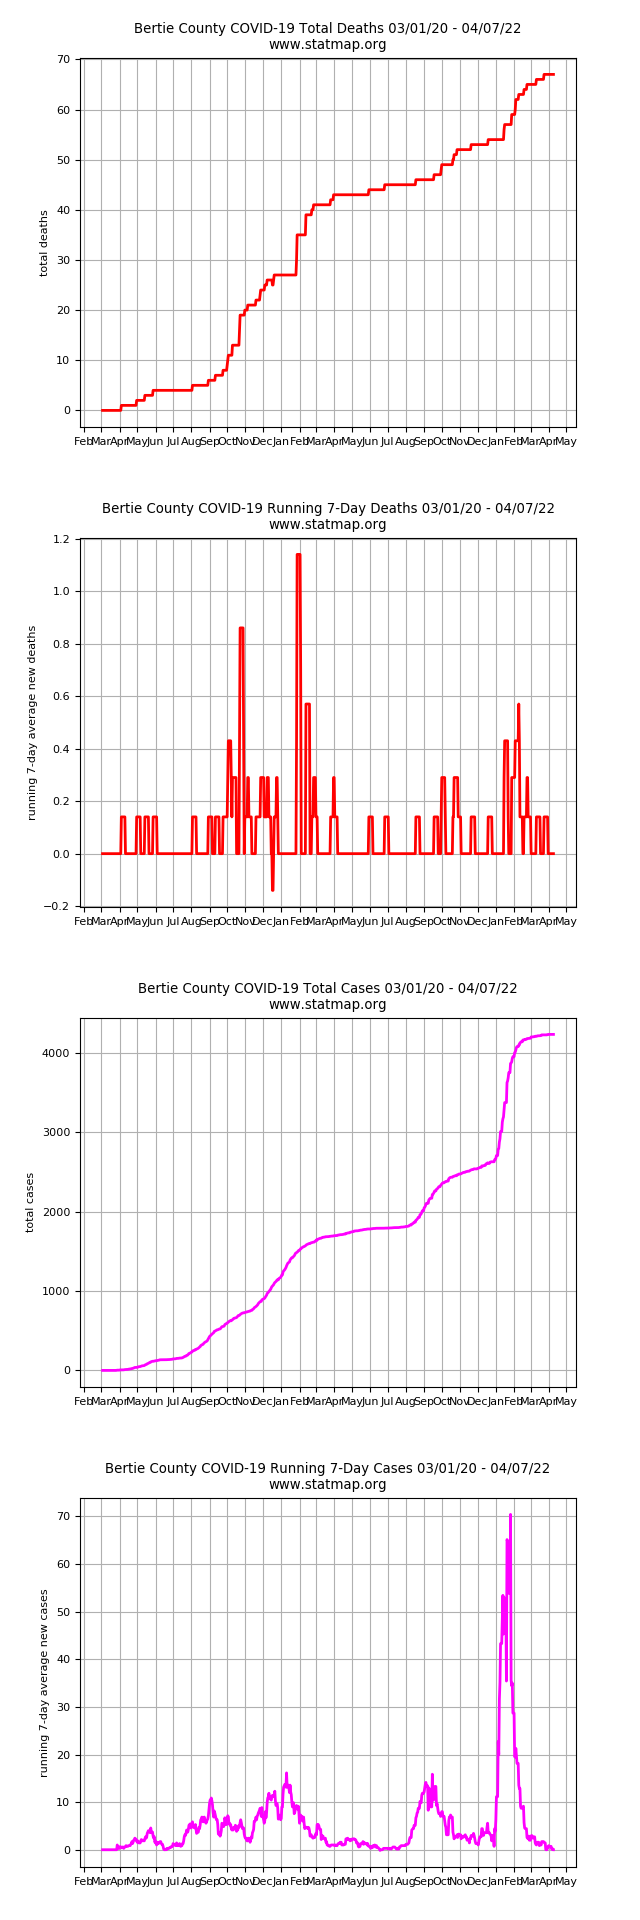 Bertie County COVID-19 Total Deaths 03/01/20 - 04/07/22
www.statmap.org
70
60
50
40
30
20
10
0
total deaths
Feb Mar Apr May Jun Jul Aug Sep Oct Nov Dec Jan Feb Mar Apr May Jun Jul Aug Sep Oct Nov Dec Jan Feb Mar Apr May
Bertie County COVID-19 Running 7-Day Deaths 03/01/20 - 04/07/22
www.statmap.org
1.2
1.0
0.8
0.6
0.4
0.2
0.0
−0.2
running 7-day average new deaths
Feb Mar Apr May Jun Jul Aug Sep Oct Nov Dec Jan Feb Mar Apr May Jun Jul Aug Sep Oct Nov Dec Jan Feb Mar Apr May
Bertie County COVID-19 Total Cases 03/01/20 - 04/07/22
www.statmap.org
4000
3000
2000
1000
0
total cases
Feb Mar Apr May Jun Jul Aug Sep Oct Nov Dec Jan Feb Mar Apr May Jun Jul Aug Sep Oct Nov Dec Jan Feb Mar Apr May
Bertie County COVID-19 Running 7-Day Cases 03/01/20 - 04/07/22
www.statmap.org
70
60
50
40
30
20
10
0
running 7-day average new cases
Feb Mar Apr May Jun Jul Aug Sep Oct Nov Dec Jan Feb Mar Apr May Jun Jul Aug Sep Oct Nov Dec Jan Feb Mar Apr May